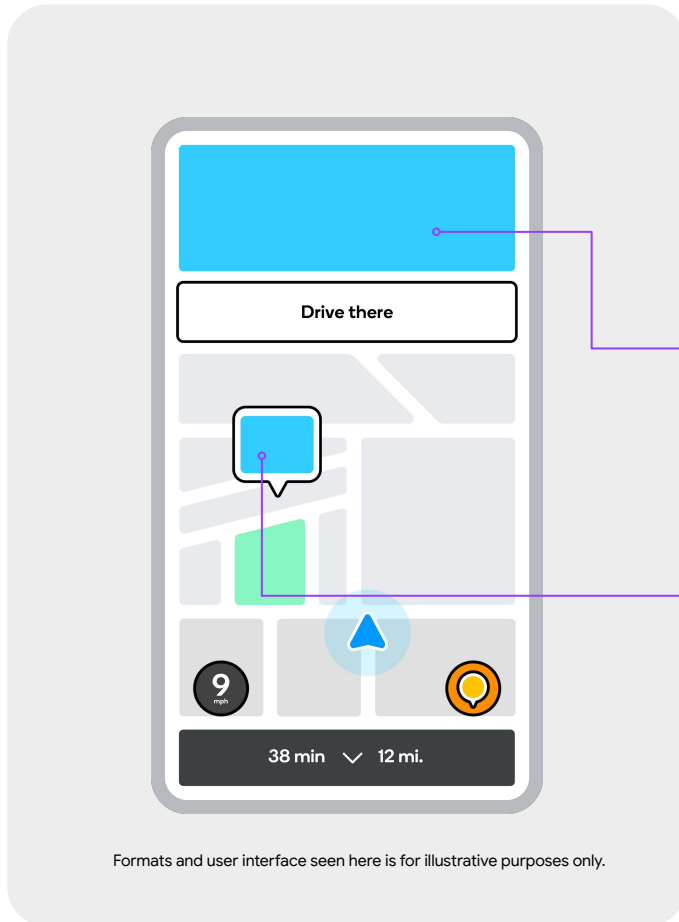 Drive there
9
mph
38 min 12 mi.
Formats and user interface seen here is for illustrative purposes only.